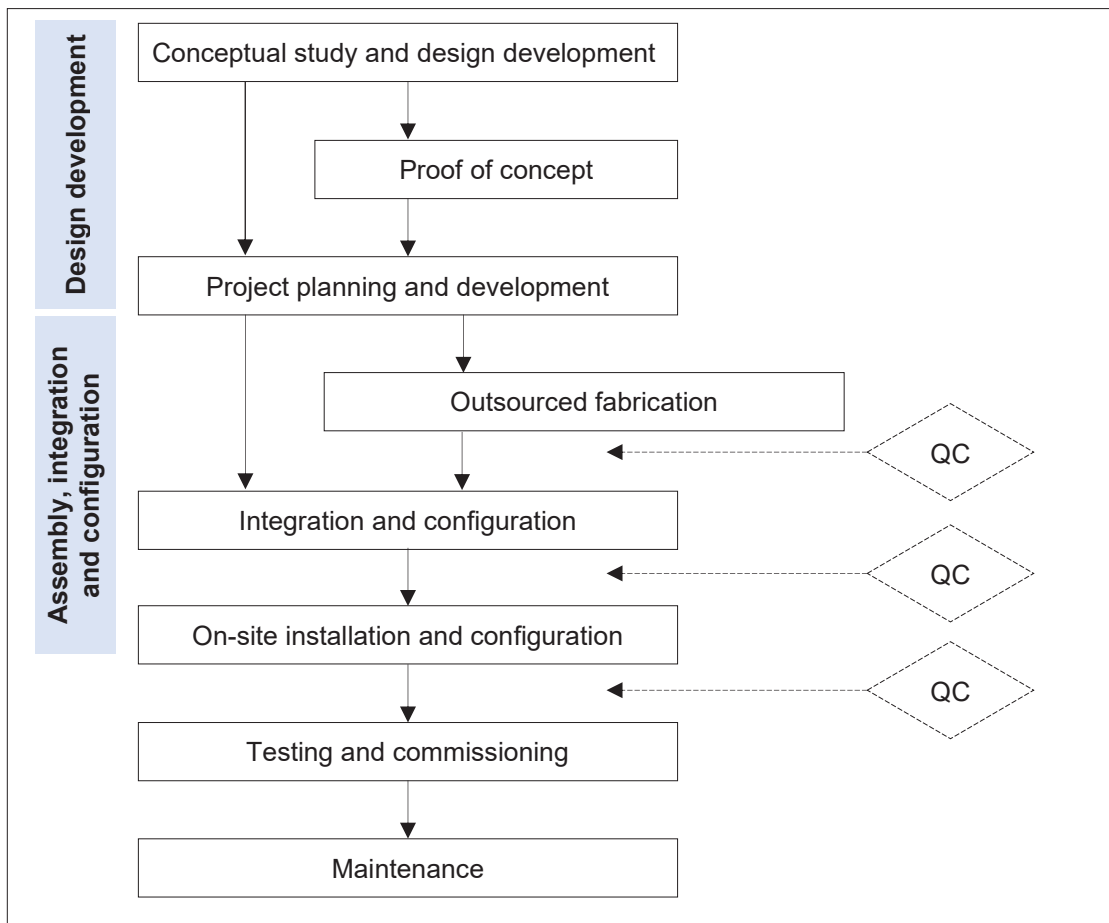 Design development
Conceptual study and design development
Proof of concept
Project planning and development
Assembly, integration
and configuration
Outsourced fabrication
QC
Integration and configuration
QC
On-site installation and configuration
QC
Testing and commissioning
Maintenance